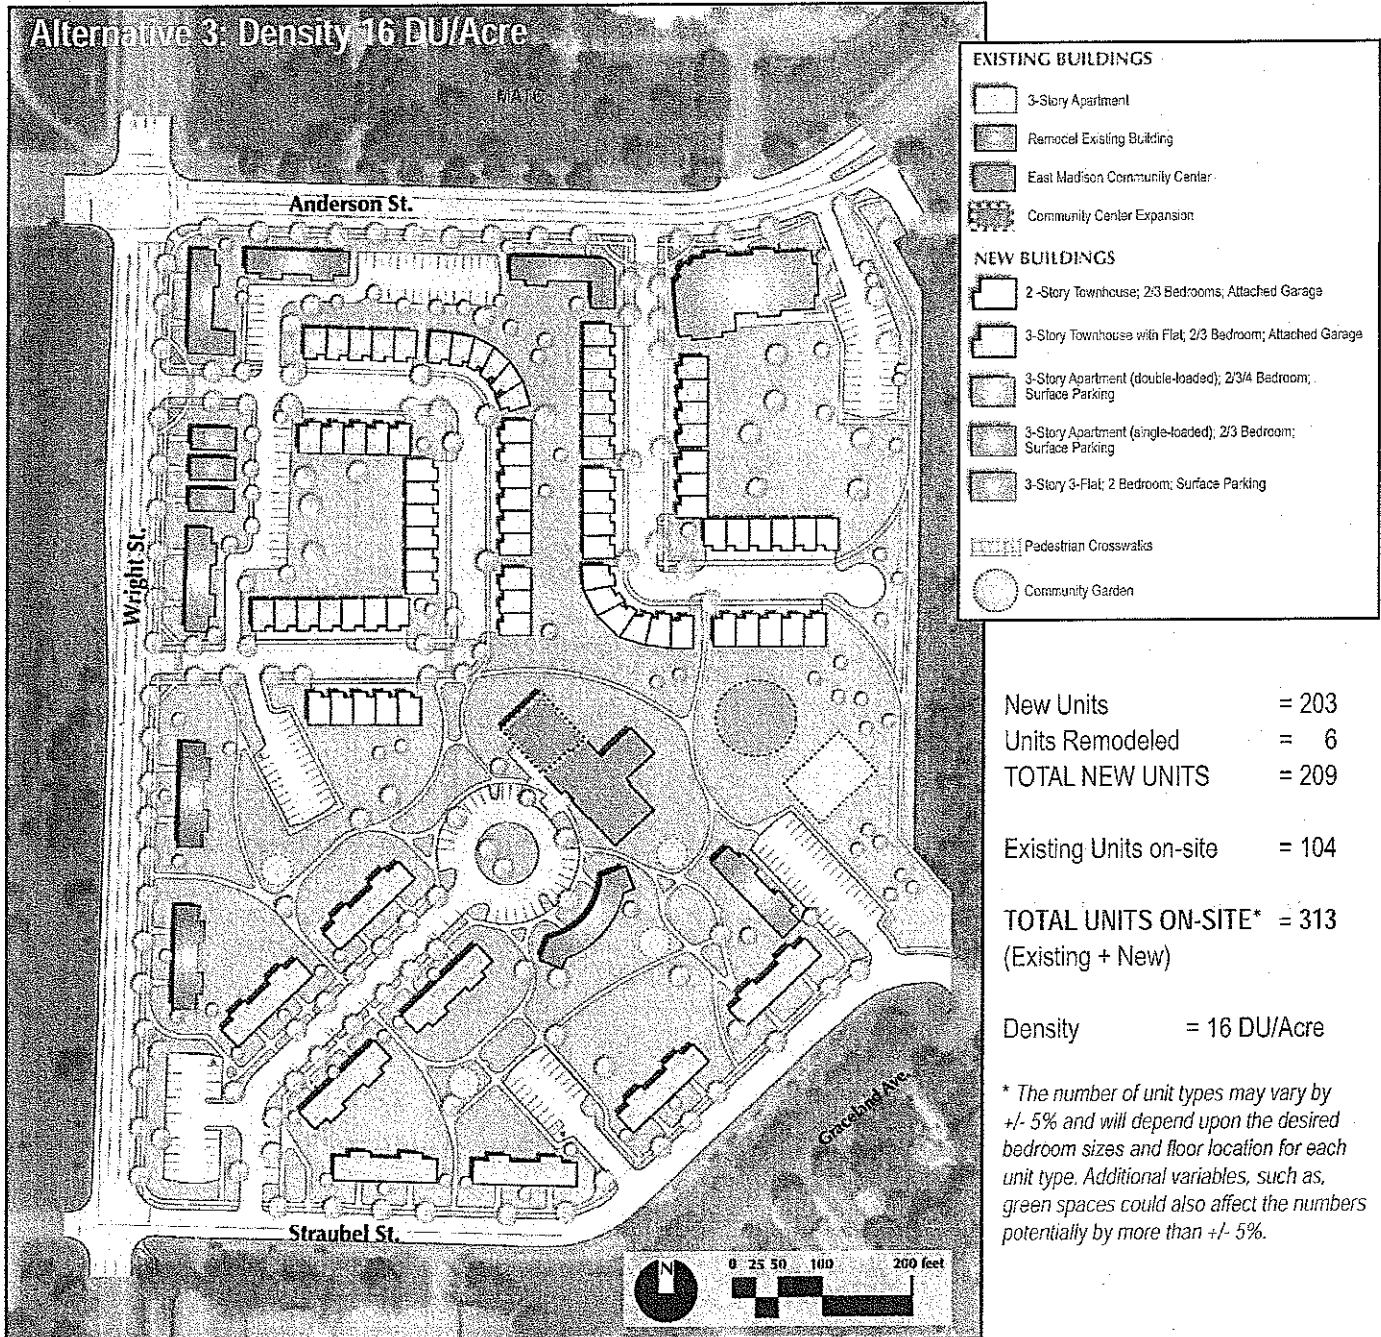 Alternative 3: Density 16 DU/Acre
MATC
Anderson St.
Wright St.
Graceland Ave.
Straubel St.
N
0 25 50 100 200 feet
EXISTING BUILDINGS
3-Story Apartment
Remodel Existing Building
East Madison Community Center
Community Center Expansion
NEW BUILDINGS
2 -Story Townhouse; 2/3 Bedrooms; Attached Garage
3-Story Townhouse with Flat; 2/3 Bedroom; Attached Garage
3-Story Apartment (double-loaded); 2/3/4 Bedroom;
Surface Parking
3-Story Apartment (single-loaded); 2/3 Bedroom;
Surface Parking
3-Story 3-Flat; 2 Bedroom; Surface Parking
Pedestrian Crosswalks
Community Garden
New Units = 203
Units Remodeled = 6
TOTAL NEW UNITS = 209
Existing Units on-site = 104
TOTAL UNITS ON-SITE* = 313
(Existing + New)
Density = 16 DU/Acre
* The number of unit types may vary by
+/- 5% and will depend upon the desired
bedroom sizes and floor location for each
unit type. Additional variables, such as,
green spaces could also affect the numbers
potentially by more than +/- 5%.